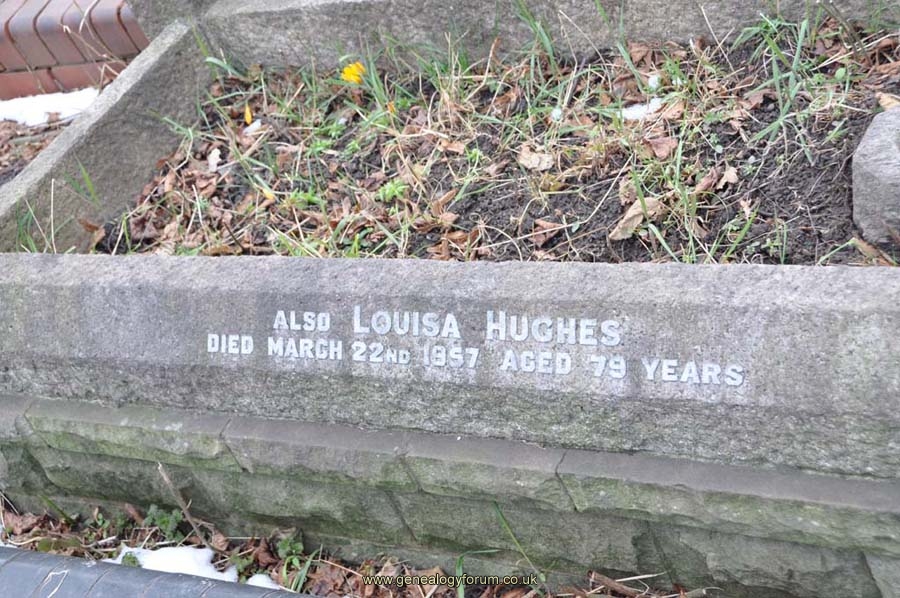 ALSO LOUISA HUGHES
DIED MARCH 22ND 1957 AGED 79 YEARS
www.genealogyforum.co.uk